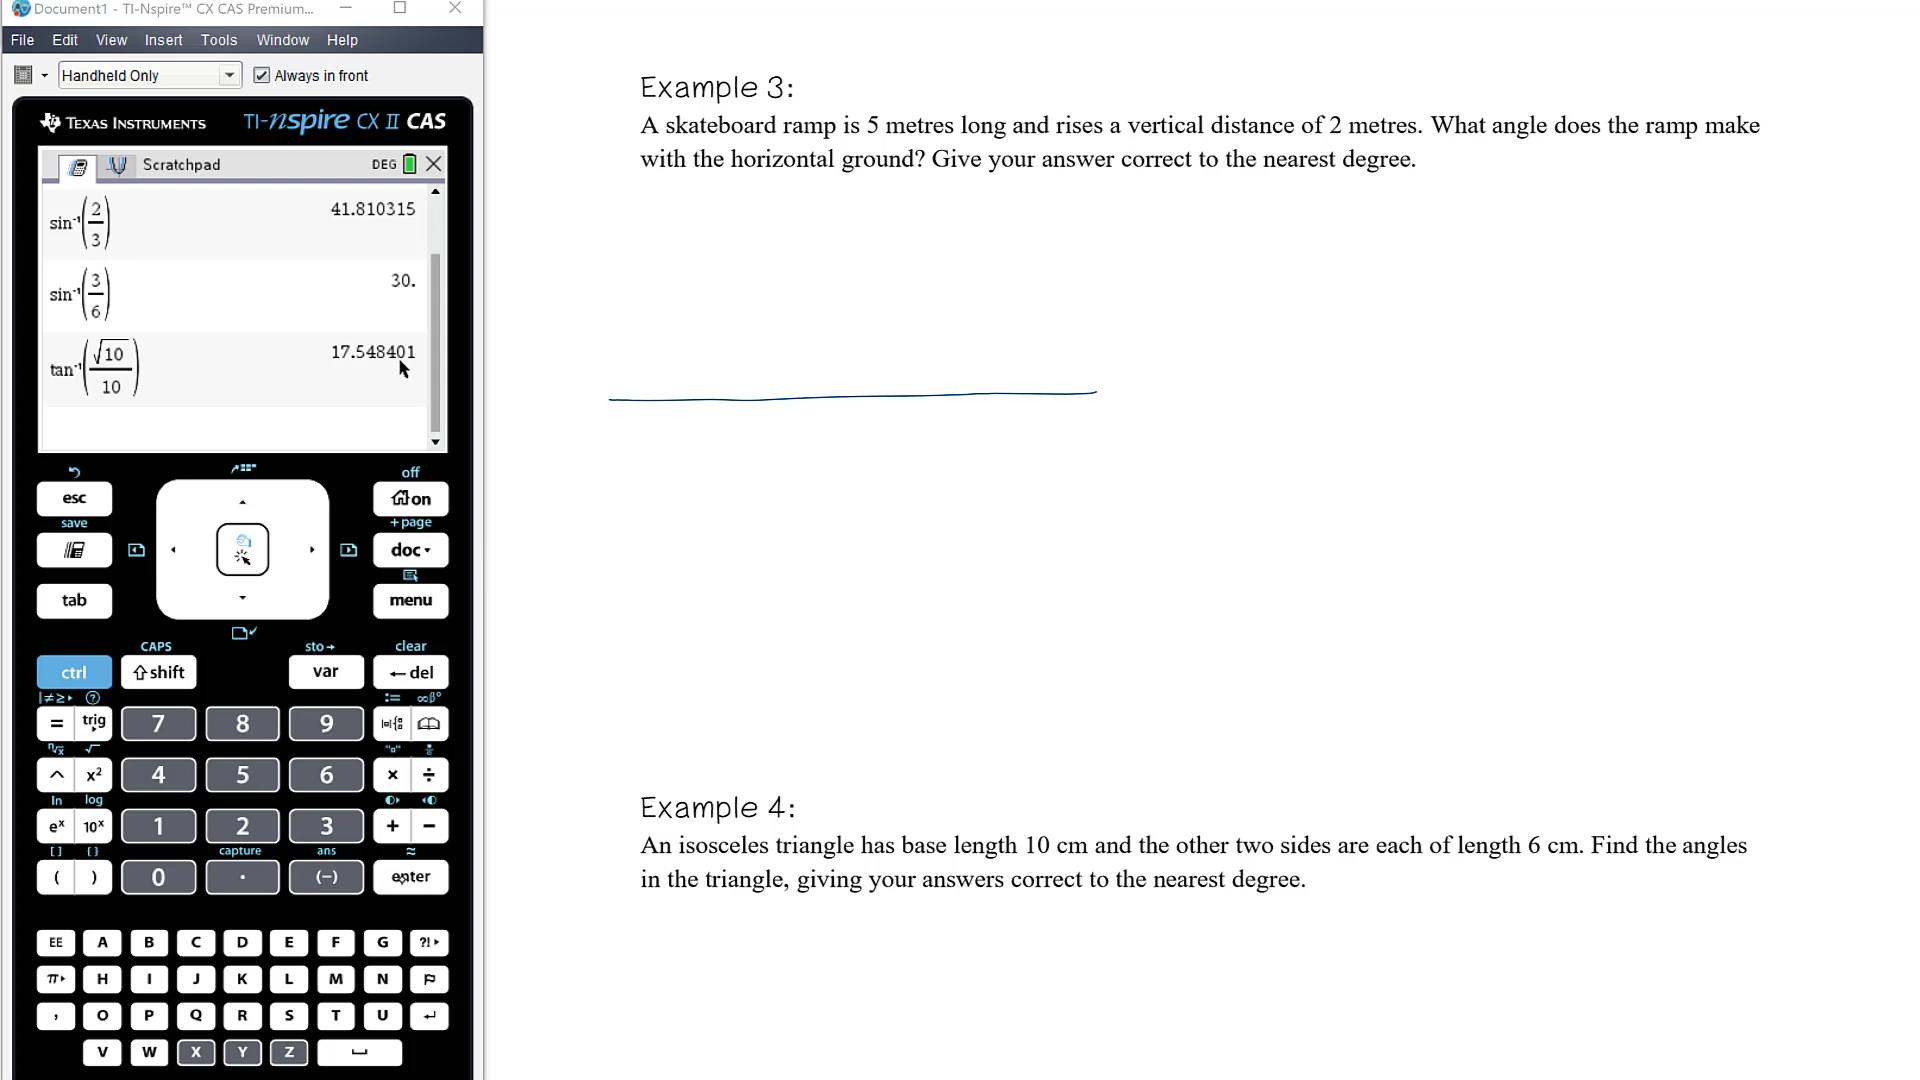 Document1 - TI-Nspire™ CX CAS Premium...
File Edit View Insert Tools Window Help
Handheld Only Always in front
TEXAS INSTRUMENTS TI-nspire CX II CAS
Scratchpad DEG
sin⁻¹(2/3) 41.810315
sin⁻¹(3/6) 30.
tan⁻¹(√10/10) 17.548401
off
esc on
save +page
doc
tab menu
CAPS sto→ clear
ctrl shift var ←del
|≠≥▸ ? := ∞β°
= trig 7 8 9
ⁿ√x √
^ x² 4 5 6 × ÷
ln log
eˣ 10ˣ 1 2 3 + −
[ ] { } capture ans ≈
( ) 0 . (−) enter
EE A B C D E F G ?!▸
π▸ H I J K L M N
, O P Q R S T U ↵
V W X Y Z
Example 3:
A skateboard ramp is 5 metres long and rises a vertical distance of 2 metres. What angle does the ramp make
with the horizontal ground? Give your answer correct to the nearest degree.
Example 4:
An isosceles triangle has base length 10 cm and the other two sides are each of length 6 cm. Find the angles
in the triangle, giving your answers correct to the nearest degree.